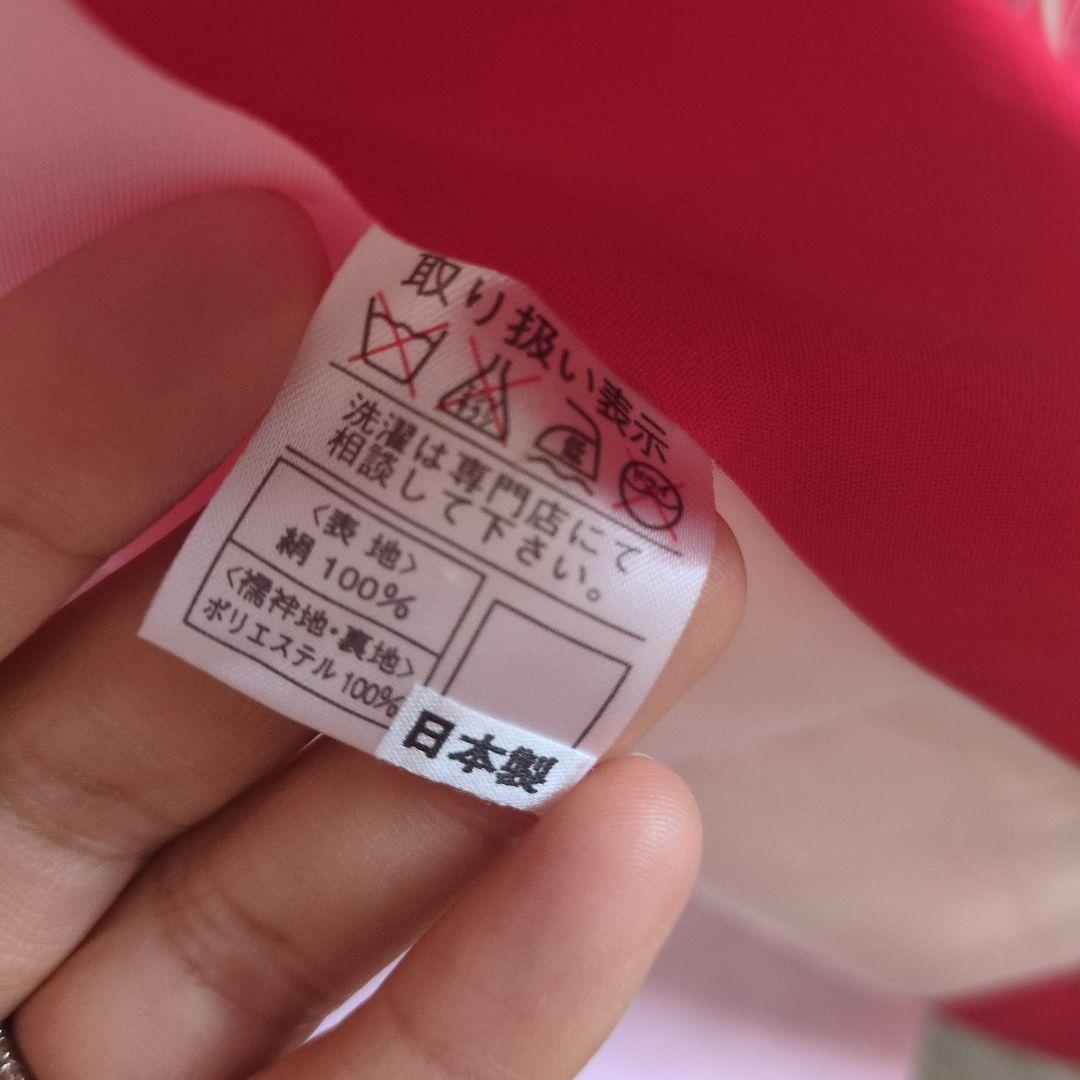 取り扱い表示
洗濯は専門店にて
相談して下さい。
〈表 地〉
絹 100%
〈襦袢地・裏地〉
ポリエステル 100%
日本製